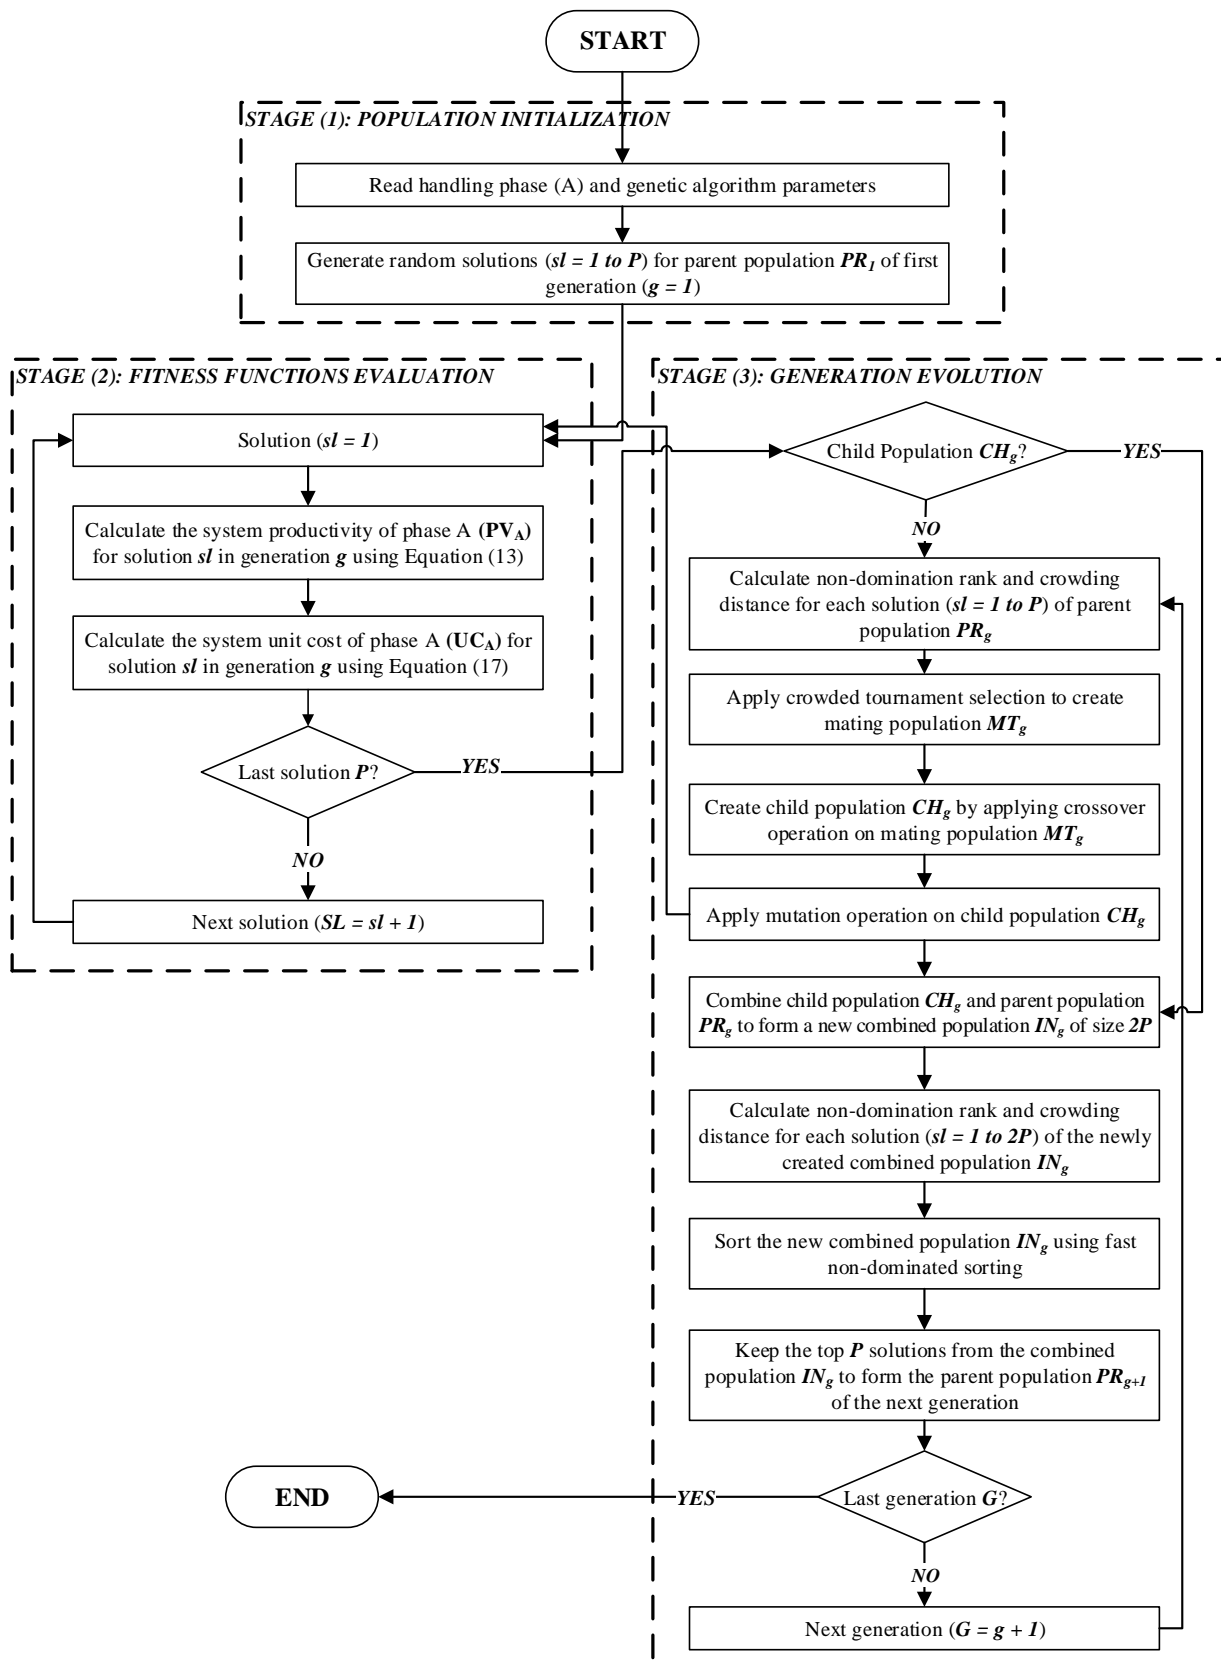 START
STAGE (1): POPULATION INITIALIZATION
Read handling phase (A) and genetic algorithm parameters
Generate random solutions (sl = 1 to P) for parent population PR1 of first
generation (g = 1)
STAGE (2): FITNESS FUNCTIONS EVALUATION
Solution (sl = 1)
Calculate the system productivity of phase A (PVA)
for solution sl in generation g using Equation (13)
Calculate the system unit cost of phase A (UCA) for
solution sl in generation g using Equation (17)
Last solution P?
YES
NO
Next solution (SL = sl + 1)
STAGE (3): GENERATION EVOLUTION
Child Population CHg?
YES
NO
Calculate non-domination rank and crowding
distance for each solution (sl = 1 to P) of parent
population PRg
Apply crowded tournament selection to create
mating population MTg
Create child population CHg by applying crossover
operation on mating population MTg
Apply mutation operation on child population CHg
Combine child population CHg and parent population
PRg to form a new combined population INg of size 2P
Calculate non-domination rank and crowding
distance for each solution (sl = 1 to 2P) of the newly
created combined population INg
Sort the new combined population INg using fast
non-dominated sorting
Keep the top P solutions from the combined
population INg to form the parent population PRg+1
of the next generation
Last generation G?
YES
END
NO
Next generation (G = g + 1)